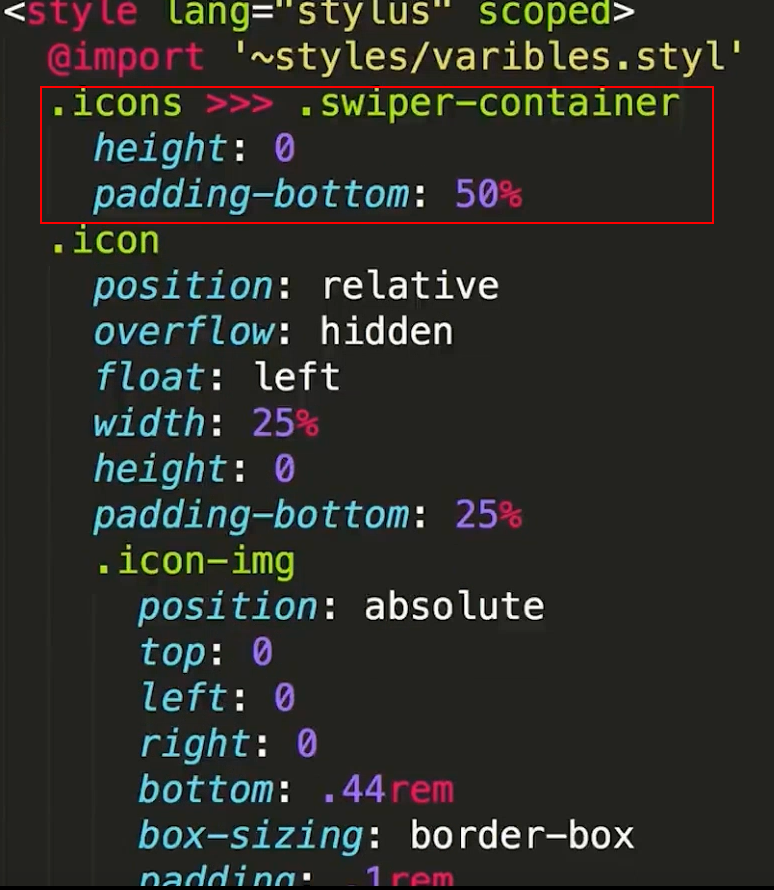 <style lang="stylus" scoped>
@import '~styles/varibles.styl'
.icons >>> .swiper-container
height: 0
padding-bottom: 50%
.icon
position: relative
overflow: hidden
float: left
width: 25%
height: 0
padding-bottom: 25%
.icon-img
position: absolute
top: 0
left: 0
right: 0
bottom: .44rem
box-sizing: border-box
padding: .1rem